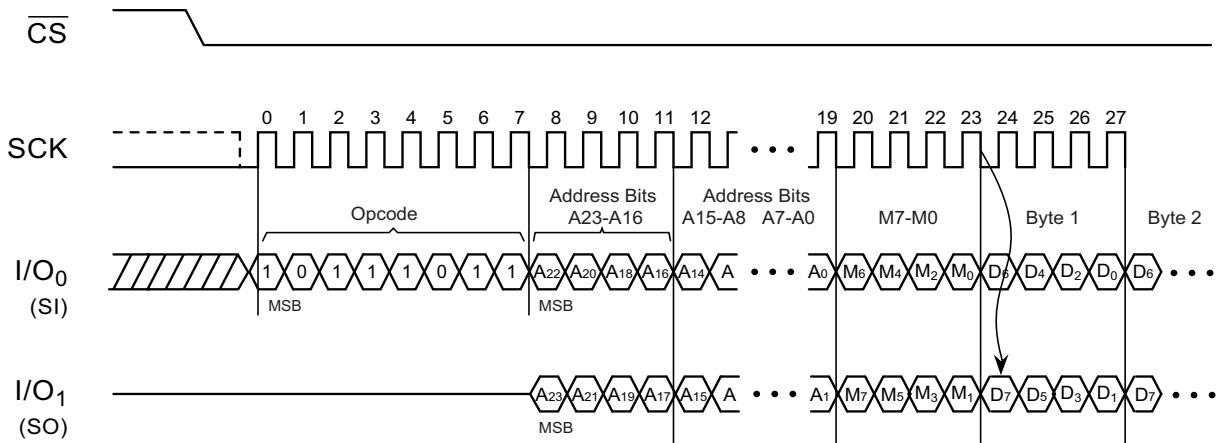 CS
0 1 2 3 4 5 6 7 8 9 10 11 12 19 20 21 22 23 24 25 26 27
SCK
Opcode
Address Bits
A23-A16
Address Bits
A15-A8 A7-A0
M7-M0
Byte 1
Byte 2
I/O₀
(SI)
1 0 1 1 1 0 1 1 A₂₂ A₂₀ A₁₈ A₁₆ A₁₄ A A₀ M₆ M₄ M₂ M₀ D₆ D₄ D₂ D₀ D₆
MSB MSB
I/O₁
(SO)
A₂₃ A₂₁ A₁₉ A₁₇ A₁₅ A A₁ M₇ M₅ M₃ M₁ D₇ D₅ D₃ D₁ D₇
MSB